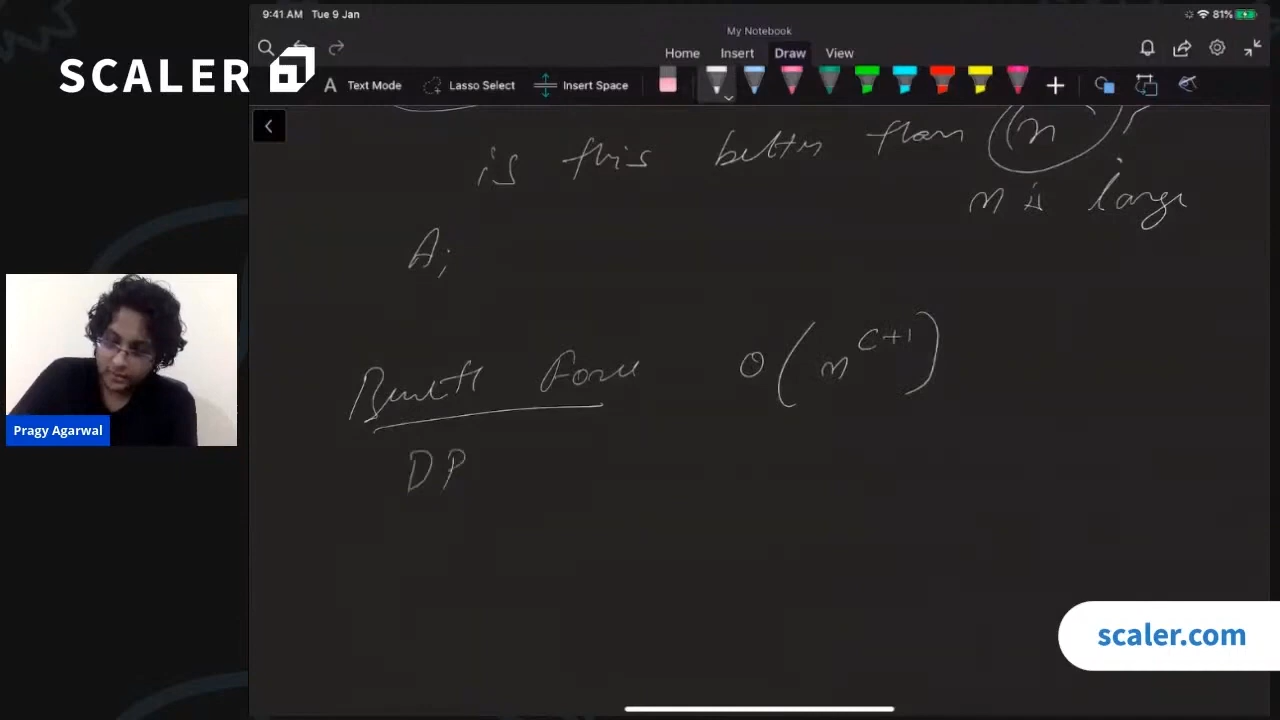 9:41 AM Tue 9 Jan
81%
My Notebook
Home Insert Draw View
SCALER
A Text Mode Lasso Select Insert Space
is this better than (n)?
n is large
A;
Brute Force O(n^{C+1})
DP
Pragy Agarwal
scaler.com